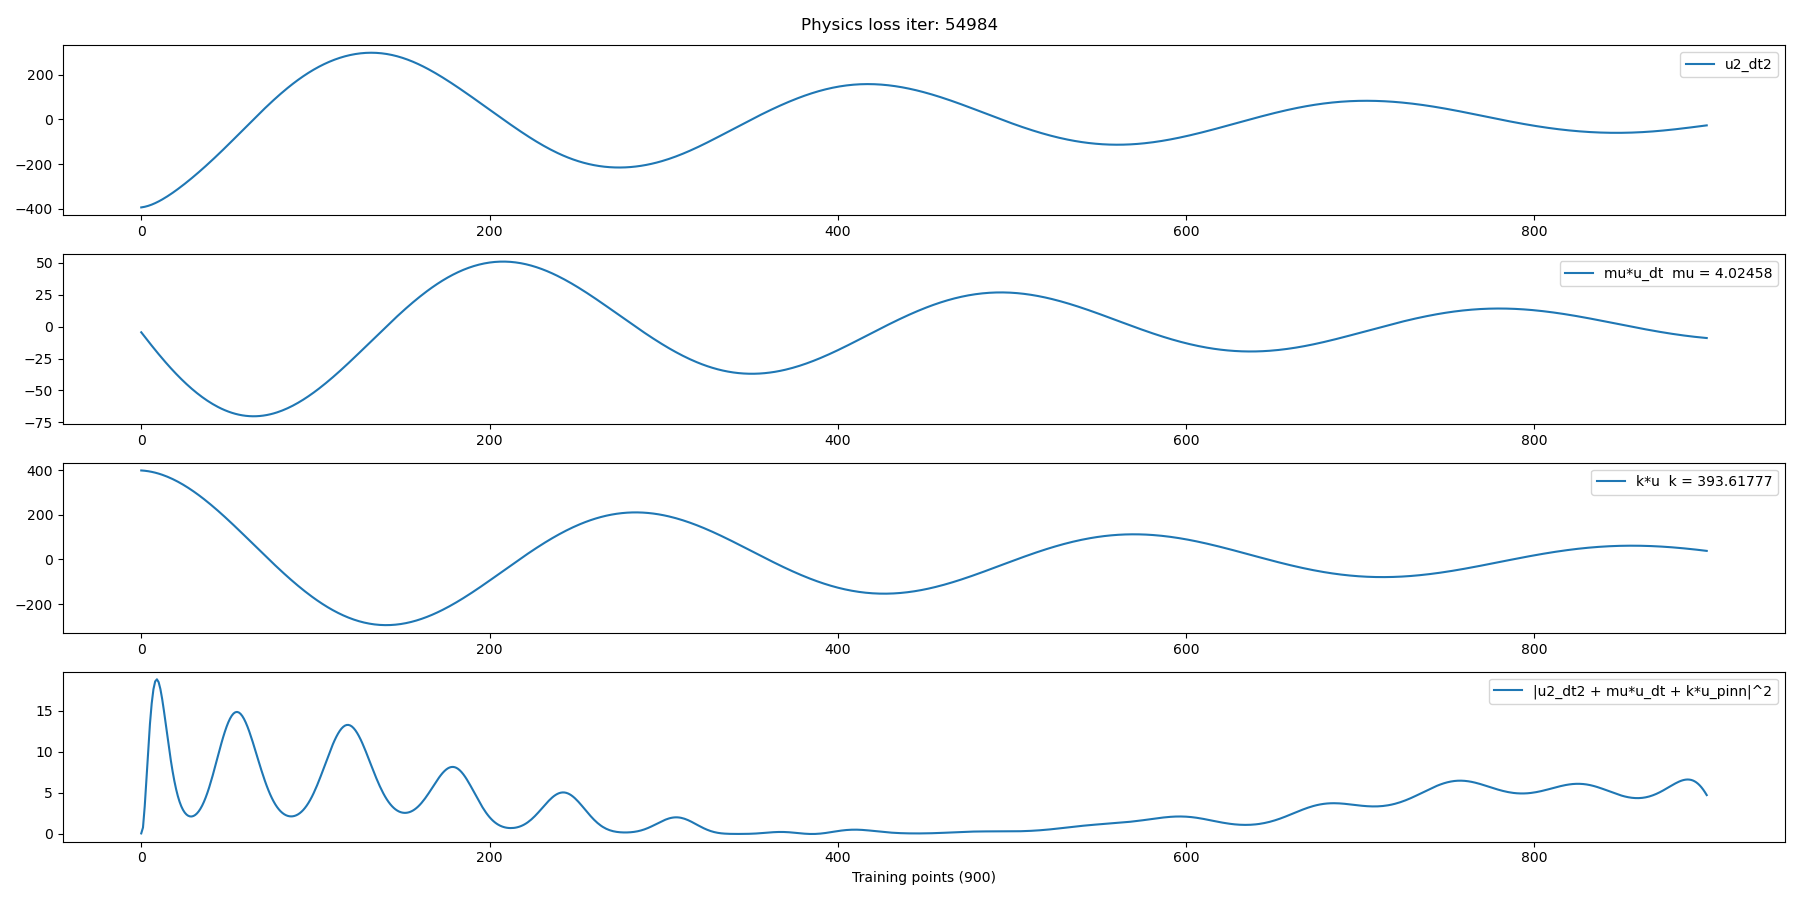 Physics loss iter: 54984
u2_dt2
200
0
−200
−400
0 200 400 600 800
mu*u_dt  mu = 4.02458
50
25
0
−25
−50
−75
0 200 400 600 800
k*u  k = 393.61777
400
200
0
−200
0 200 400 600 800
|u2_dt2 + mu*u_dt + k*u_pinn|^2
15
10
5
0
0 200 400 600 800
Training points (900)